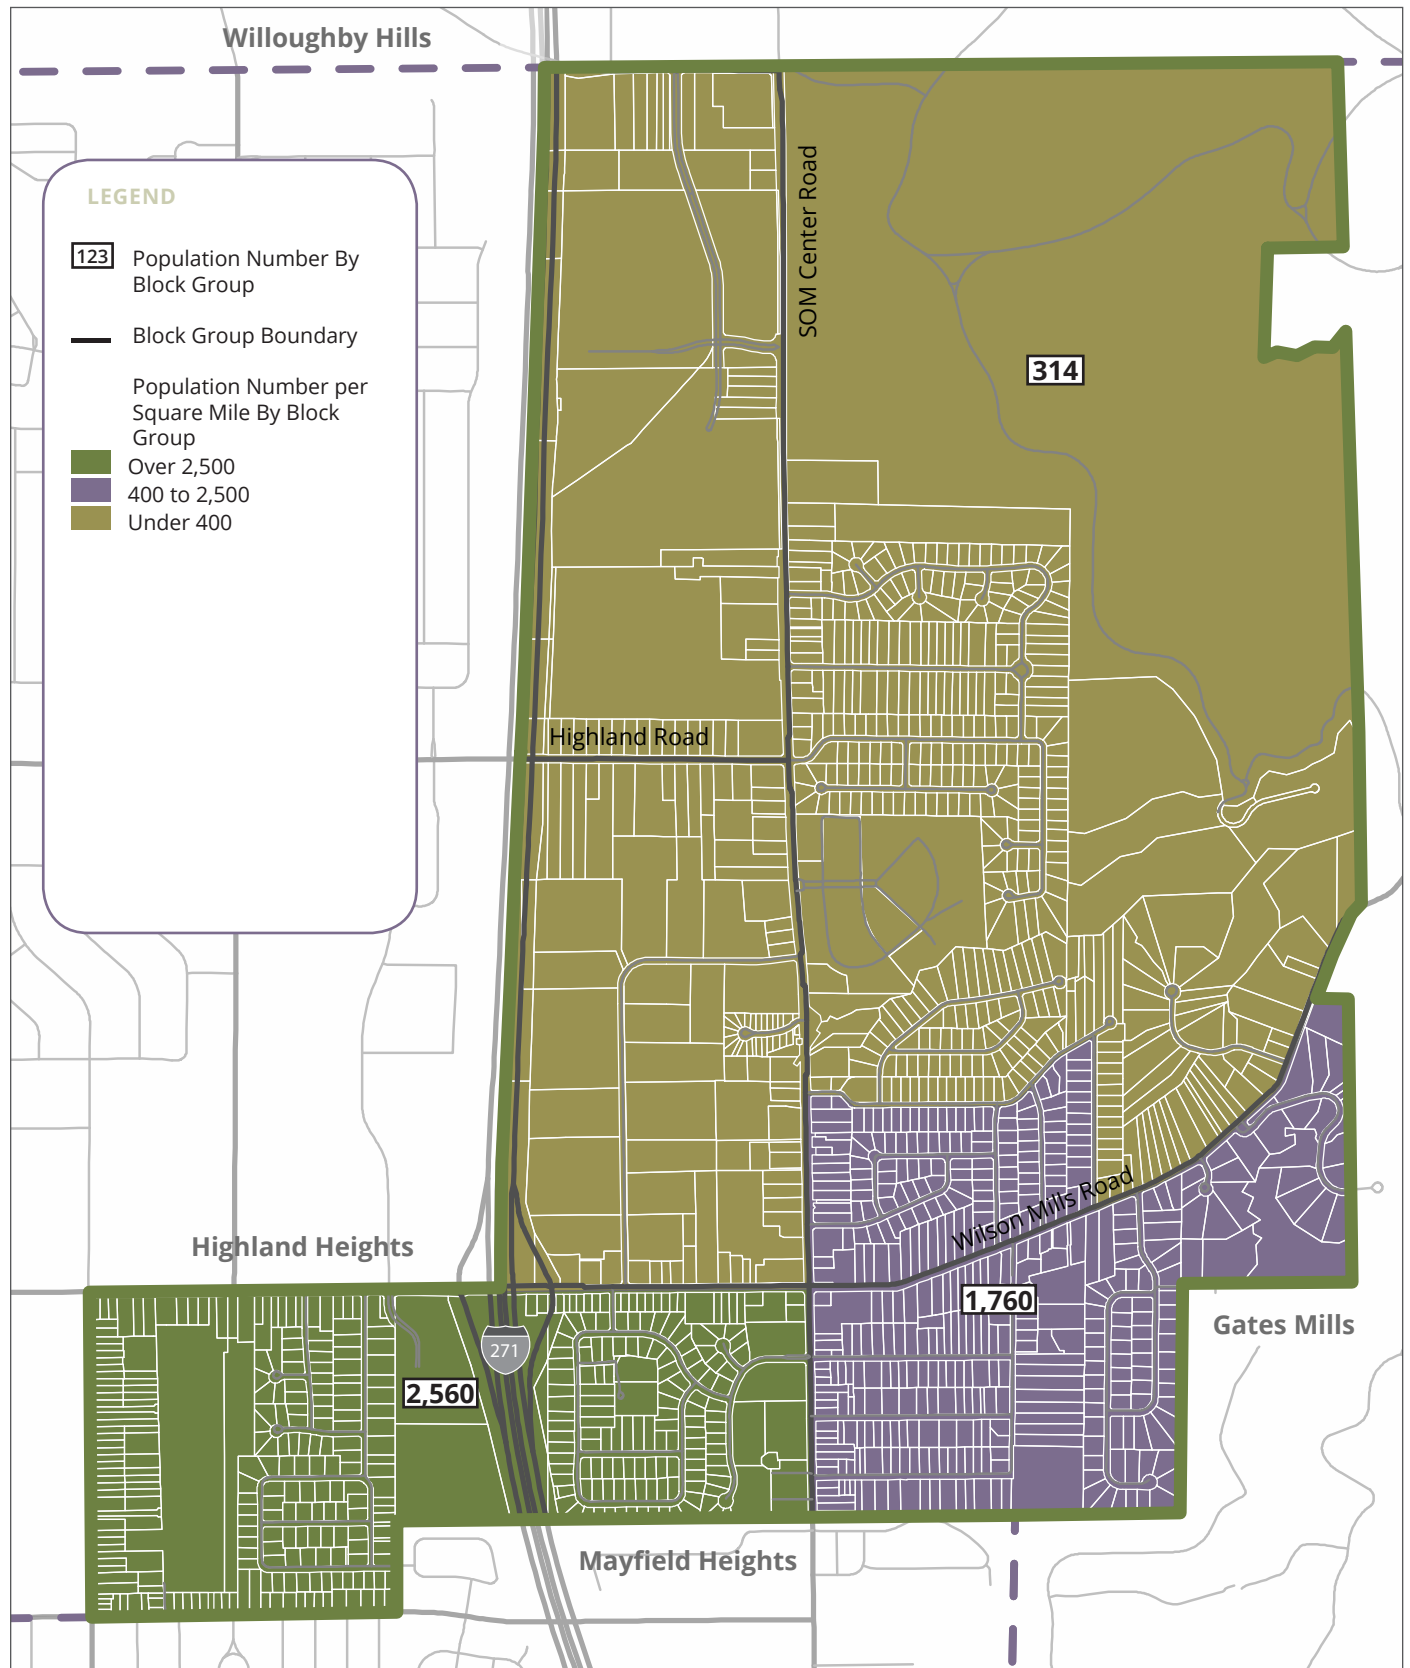 Willoughby Hills
LEGEND
123
Population Number By
Block Group
Block Group Boundary
Population Number per
Square Mile By Block
Group
Over 2,500
400 to 2,500
Under 400
SOM Center Road
314
Highland Road
Wilson Mills Road
Highland Heights
1,760
Gates Mills
271
2,560
Mayfield Heights